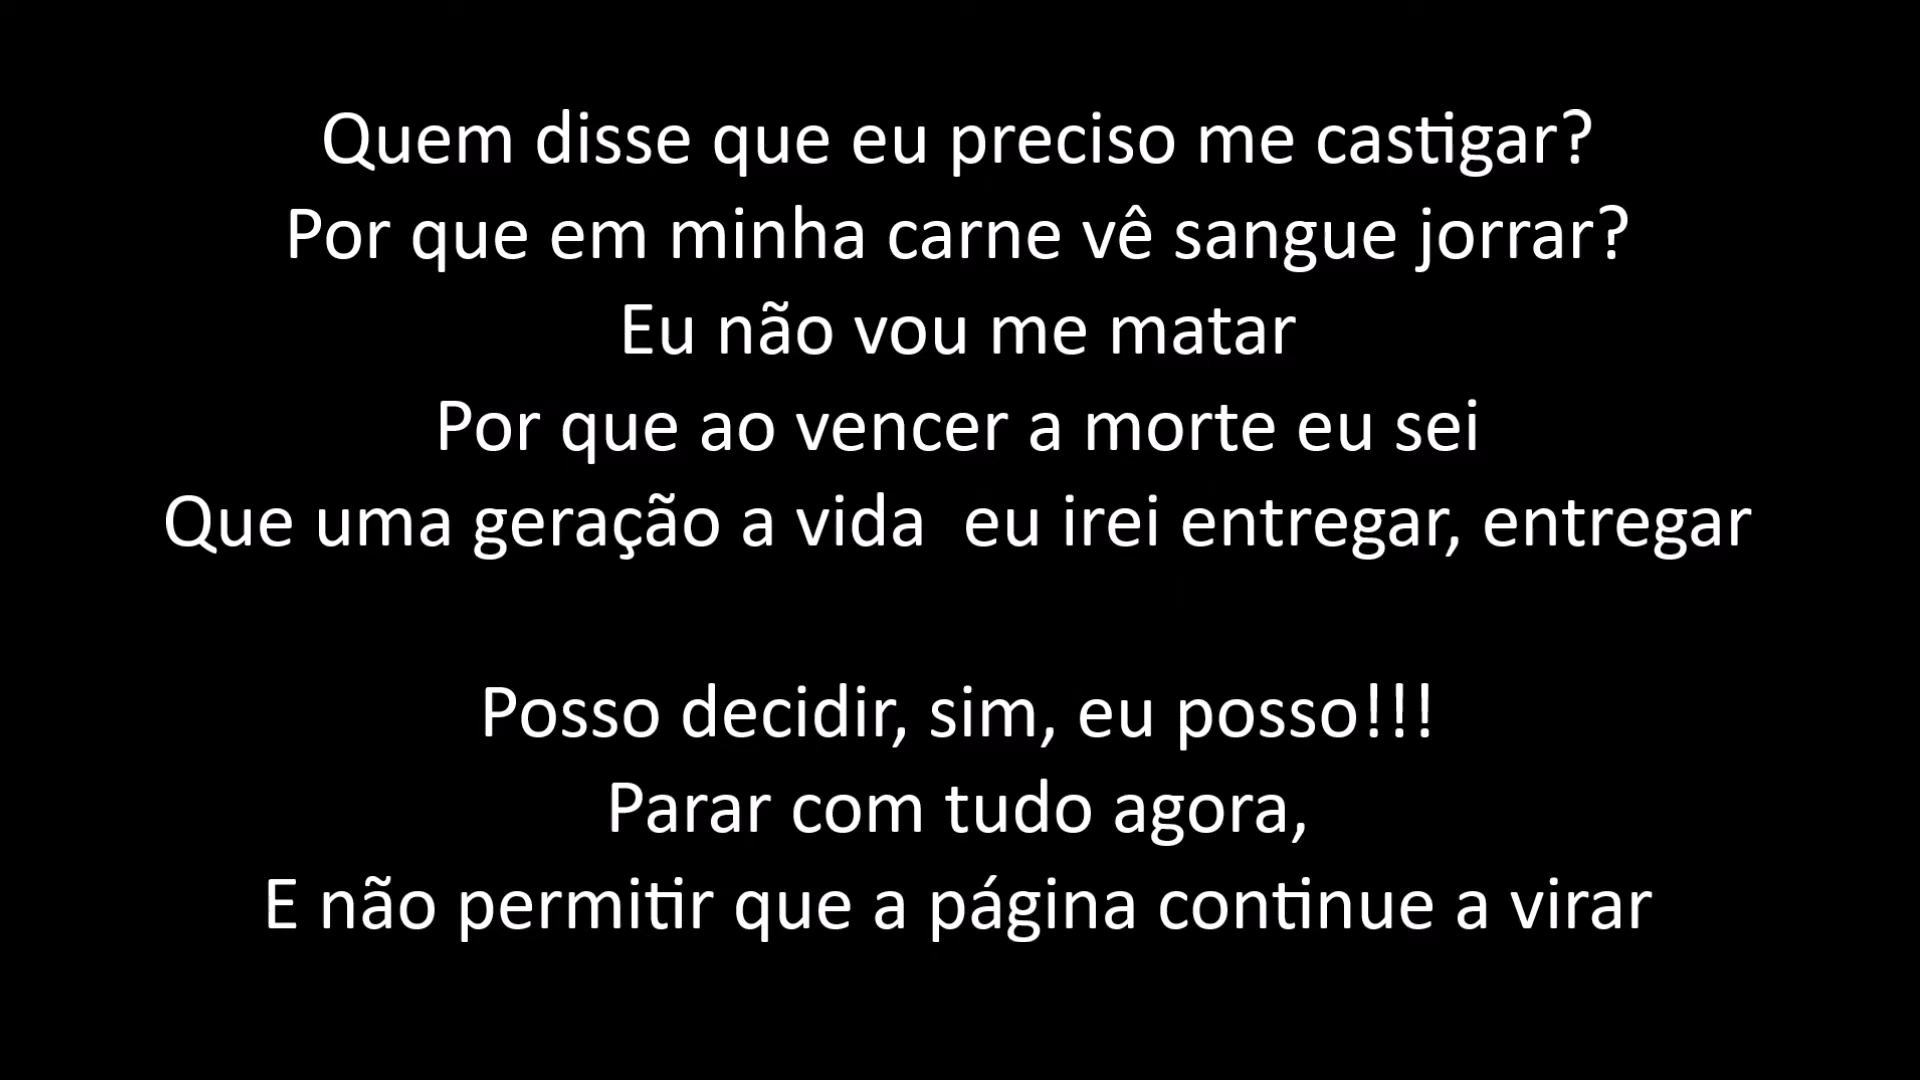 Quem disse que eu preciso me castigar?
Por que em minha carne vê sangue jorrar?
Eu não vou me matar
Por que ao vencer a morte eu sei
Que uma geração a vida  eu irei entregar, entregar
Posso decidir, sim, eu posso!!!
Parar com tudo agora,
E não permitir que a página continue a virar